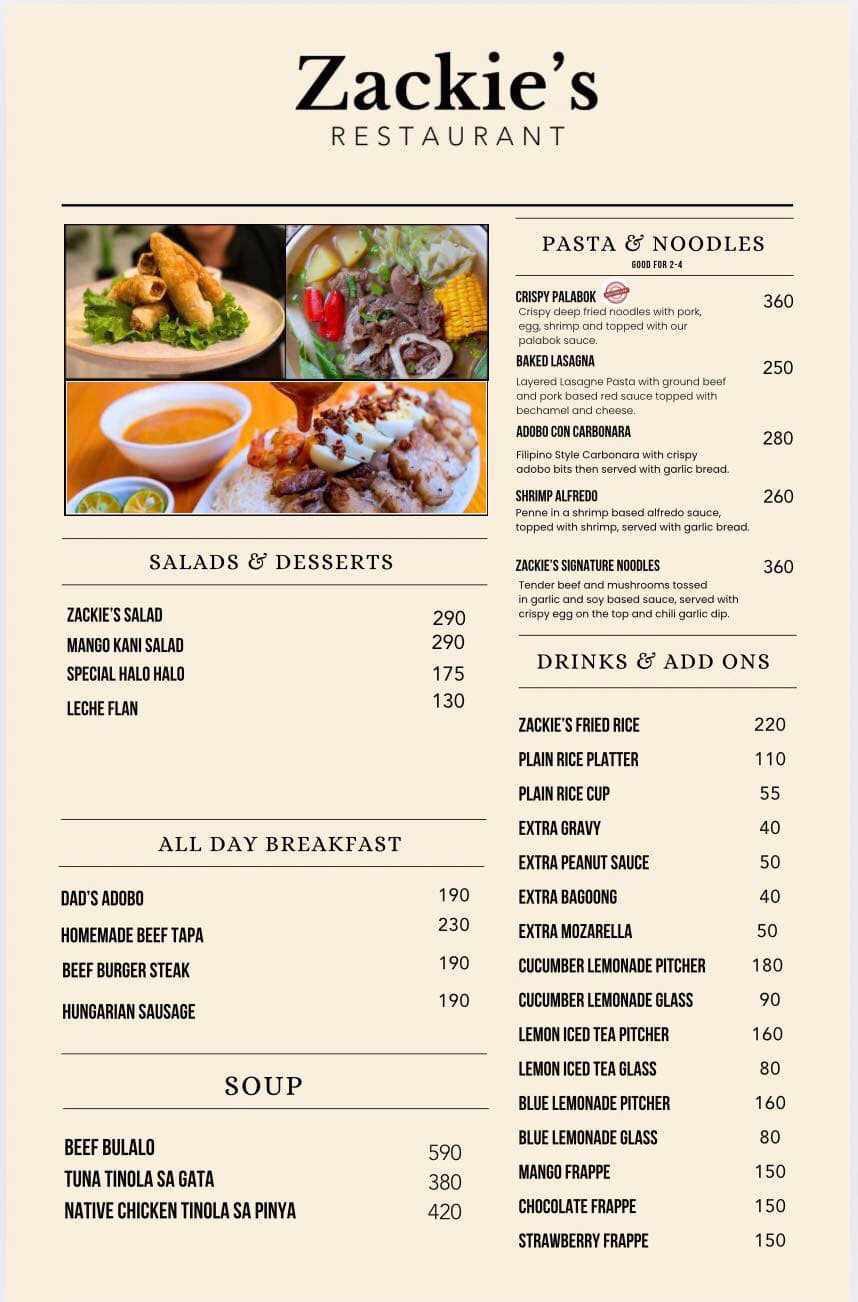 Zackie's
RESTAURANT
PASTA & NOODLES
GOOD FOR 2-4
CRISPY PALABOK 360
Crispy deep fried noodles with pork,
egg, shrimp and topped with our
palabok sauce.
BAKED LASAGNA 250
Layered Lasagne Pasta with ground beef
and pork based red sauce topped with
bechamel and cheese.
ADOBO CON CARBONARA 280
Filipino Style Carbonara with crispy
adobo bits then served with garlic bread.
SHRIMP ALFREDO 260
Penne in a shrimp based alfredo sauce,
topped with shrimp, served with garlic bread.
ZACKIE'S SIGNATURE NOODLES 360
Tender beef and mushrooms tossed
in garlic and soy based sauce, served with
crispy egg on the top and chili garlic dip.
SALADS & DESSERTS
ZACKIE'S SALAD 290
MANGO KANI SALAD 290
SPECIAL HALO HALO 175
LECHE FLAN 130
ALL DAY BREAKFAST
DAD'S ADOBO 190
HOMEMADE BEEF TAPA 230
BEEF BURGER STEAK 190
HUNGARIAN SAUSAGE 190
SOUP
BEEF BULALO 590
TUNA TINOLA SA GATA 380
NATIVE CHICKEN TINOLA SA PINYA 420
DRINKS & ADD ONS
ZACKIE'S FRIED RICE 220
PLAIN RICE PLATTER 110
PLAIN RICE CUP 55
EXTRA GRAVY 40
EXTRA PEANUT SAUCE 50
EXTRA BAGOONG 40
EXTRA MOZARELLA 50
CUCUMBER LEMONADE PITCHER 180
CUCUMBER LEMONADE GLASS 90
LEMON ICED TEA PITCHER 160
LEMON ICED TEA GLASS 80
BLUE LEMONADE PITCHER 160
BLUE LEMONADE GLASS 80
MANGO FRAPPE 150
CHOCOLATE FRAPPE 150
STRAWBERRY FRAPPE 150